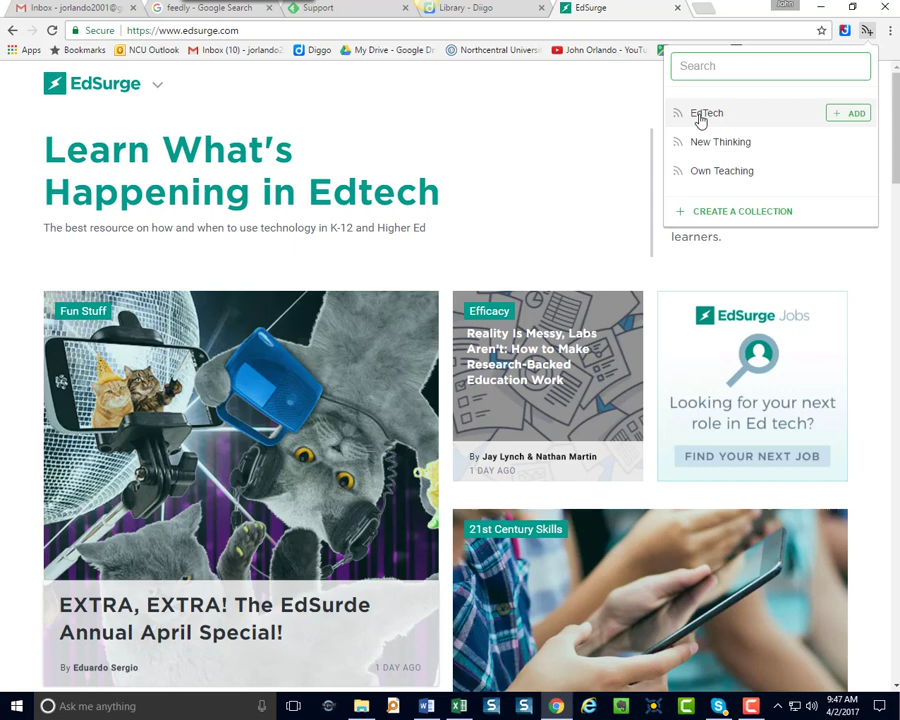 Inbox - jorlando2001@g
feedly - Google Search
Support
Library - Diigo
EdSurge
John
Secure
https://www.edsurge.com
Apps
Bookmarks
NCU Outlook
Inbox (10) - jorlando2
Diggo
My Drive - Google Dr
Northcentral Univers
John Orlando - YouTu
Search
EdTech
+ ADD
New Thinking
Own Teaching
+ CREATE A COLLECTION
EdSurge
Learn What's
Happening in Edtech
The best resource on how and when to use technology in K-12 and Higher Ed
learners.
Fun Stuff
EXTRA, EXTRA! The EdSurde
Annual April Special!
By Eduardo Sergio
1 DAY AGO
Efficacy
Reality Is Messy, Labs
Aren't: How to Make
Research-Backed
Education Work
By Jay Lynch & Nathan Martin
1 DAY AGO
EdSurge Jobs
Looking for your next
role in Ed tech?
FIND YOUR NEXT JOB
21st Century Skills
Ask me anything
9:47 AM
4/2/2017